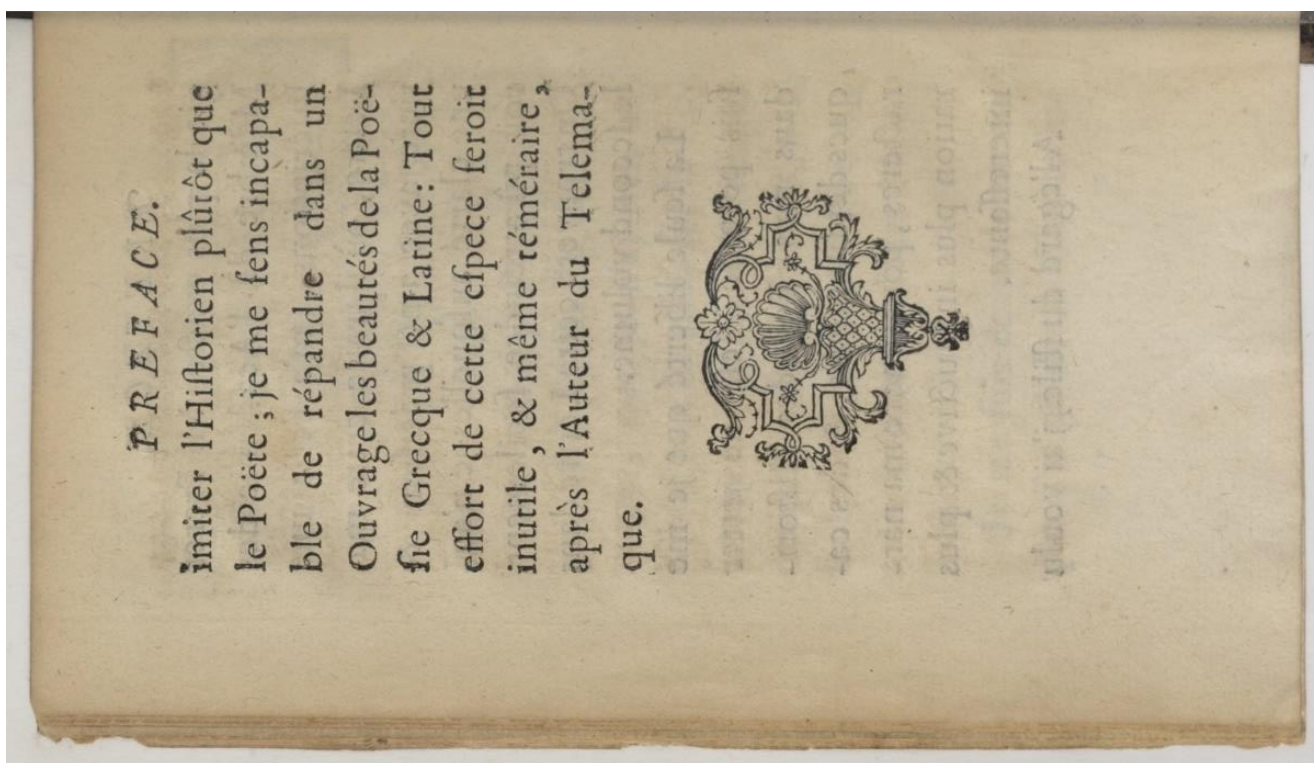 PREFACE.
imiter l'Hiſtorien plûtôt que
le Poëte ; je me ſens incapa-
ble de répandre dans un
Ouvrage les beautés de la Poë-
ſie Grecque & Latine : Tout
effort de cette eſpece ſeroit
inutile , & même téméraire ,
après l'Auteur du Telema-
que.